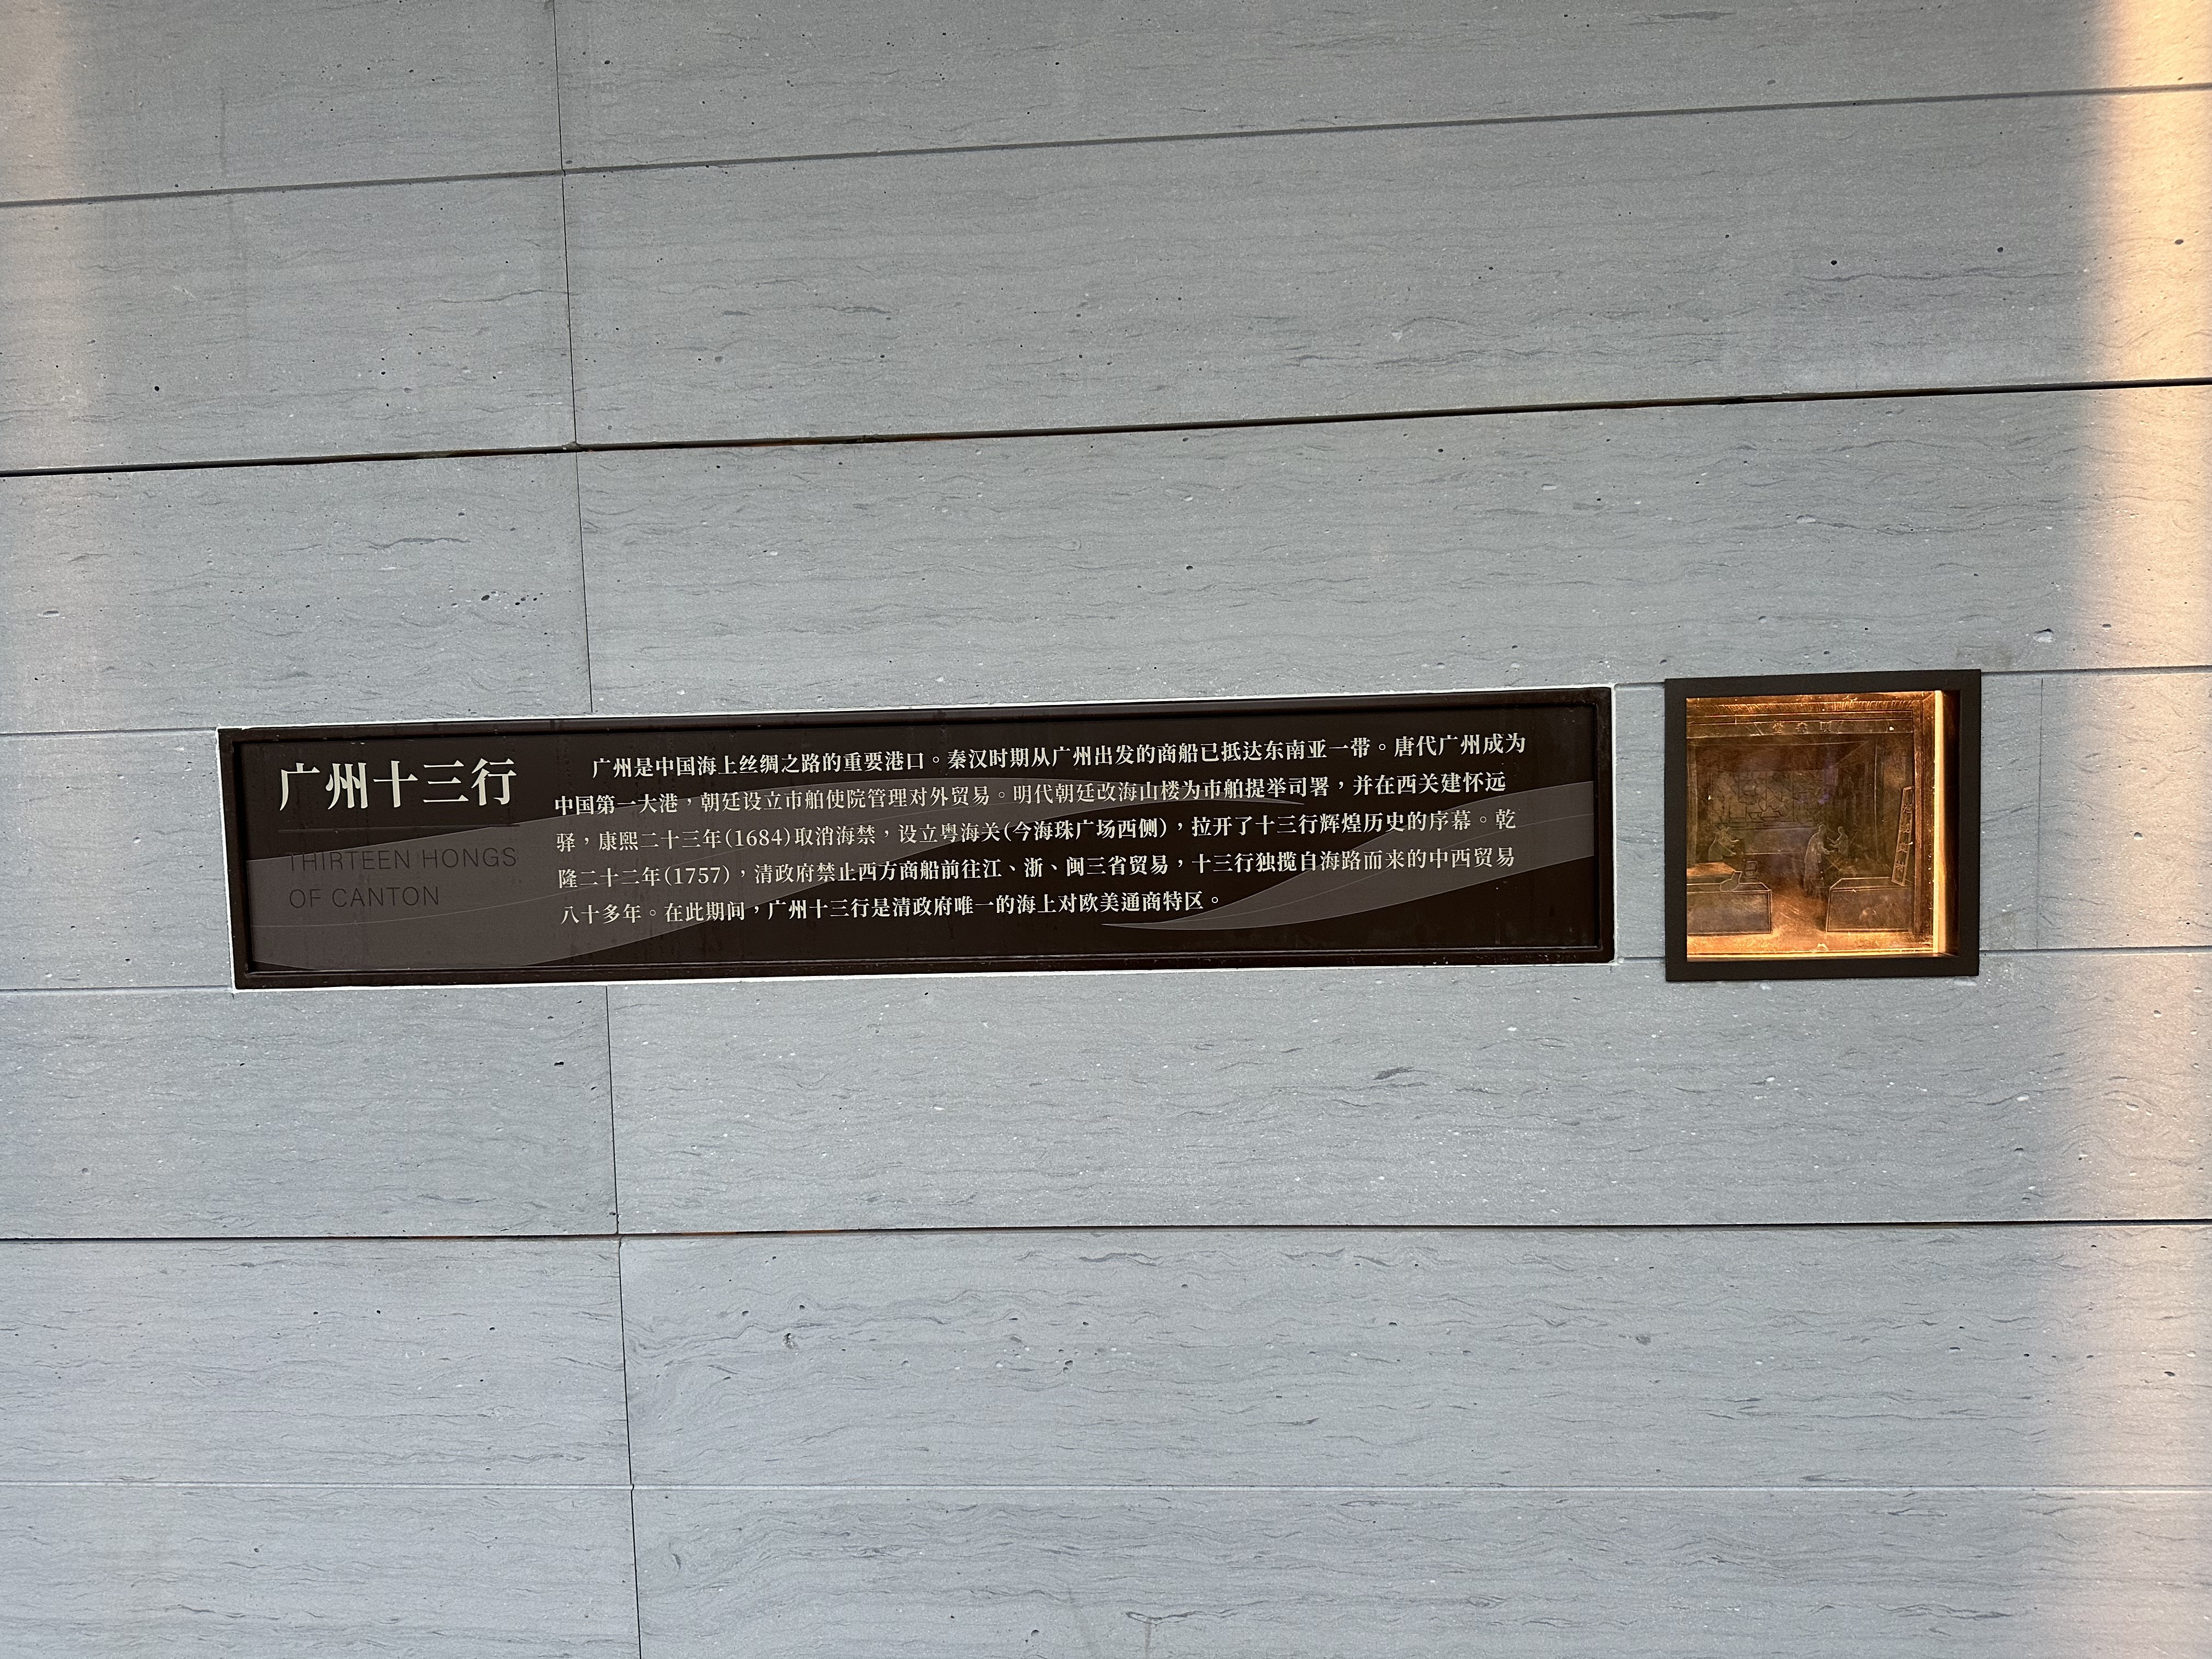 广州十三行
THIRTEEN HONGS
OF CANTON
广州是中国海上丝绸之路的重要港口。秦汉时期从广州出发的商船已抵达东南亚一带。唐代广州成为
中国第一大港，朝廷设立市舶使院管理对外贸易。明代朝廷改海山楼为市舶提举司署，并在西关建怀远
驿，康熙二十三年(1684)取消海禁，设立粤海关(今海珠广场西侧)，拉开了十三行辉煌历史的序幕。乾
隆二十二年(1757)，清政府禁止西方商船前往江、浙、闽三省贸易，十三行独揽自海路而来的中西贸易
八十多年。在此期间，广州十三行是清政府唯一的海上对欧美通商特区。